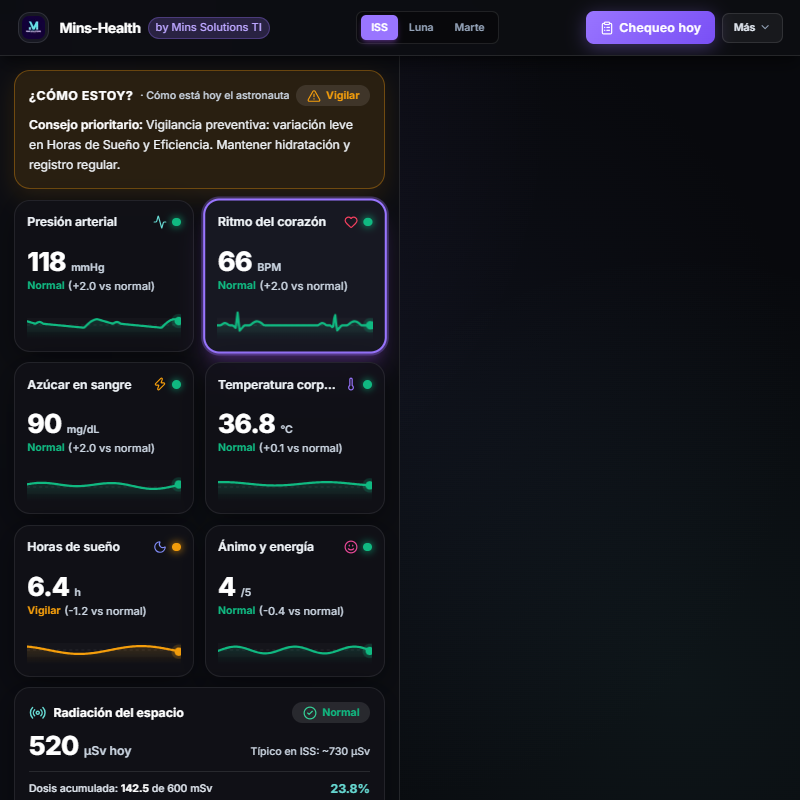 Mins-Health
by Mins Solutions TI
ISS
Luna
Marte
Chequeo hoy
Más
¿CÓMO ESTOY? · Cómo está hoy el astronauta
Vigilar
Consejo prioritario: Vigilancia preventiva: variación leve
en Horas de Sueño y Eficiencia. Mantener hidratación y
registro regular.
Presión arterial
118 mmHg
Normal (+2.0 vs normal)
Ritmo del corazón
66 BPM
Normal (+2.0 vs normal)
Azúcar en sangre
90 mg/dL
Normal (+2.0 vs normal)
Temperatura corp...
36.8 °C
Normal (+0.1 vs normal)
Horas de sueño
6.4 h
Vigilar (-1.2 vs normal)
Ánimo y energía
4 /5
Normal (-0.4 vs normal)
Radiación del espacio
Normal
520 µSv hoy
Típico en ISS: ~730 µSv
Dosis acumulada: 142.5 de 600 mSv
23.8%